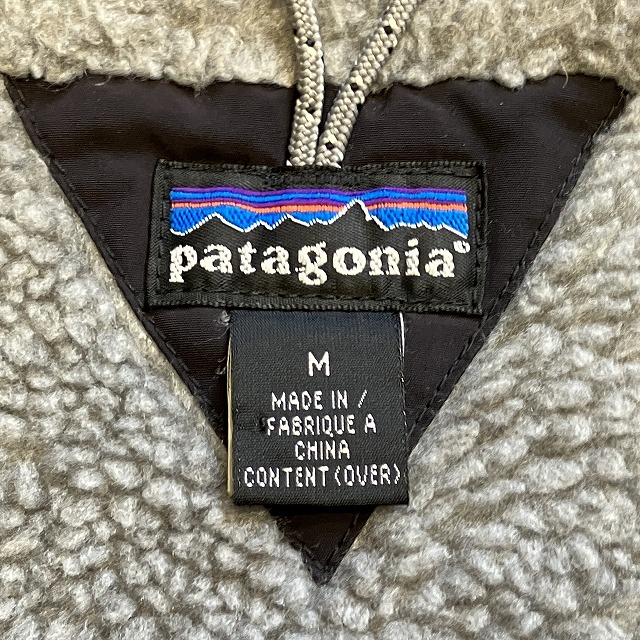 patagonia
M
MADE IN /
FABRIQUE A
CHINA
CONTENT (OVER)